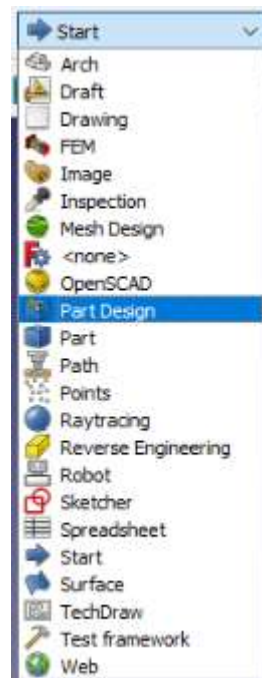 Start
Arch
Draft
Drawing
FEM
Image
Inspection
Mesh Design
<none>
OpenSCAD
Part Design
Part
Path
Points
Raytracing
Reverse Engineering
Robot
Sketcher
Spreadsheet
Start
Surface
TechDraw
Test framework
Web